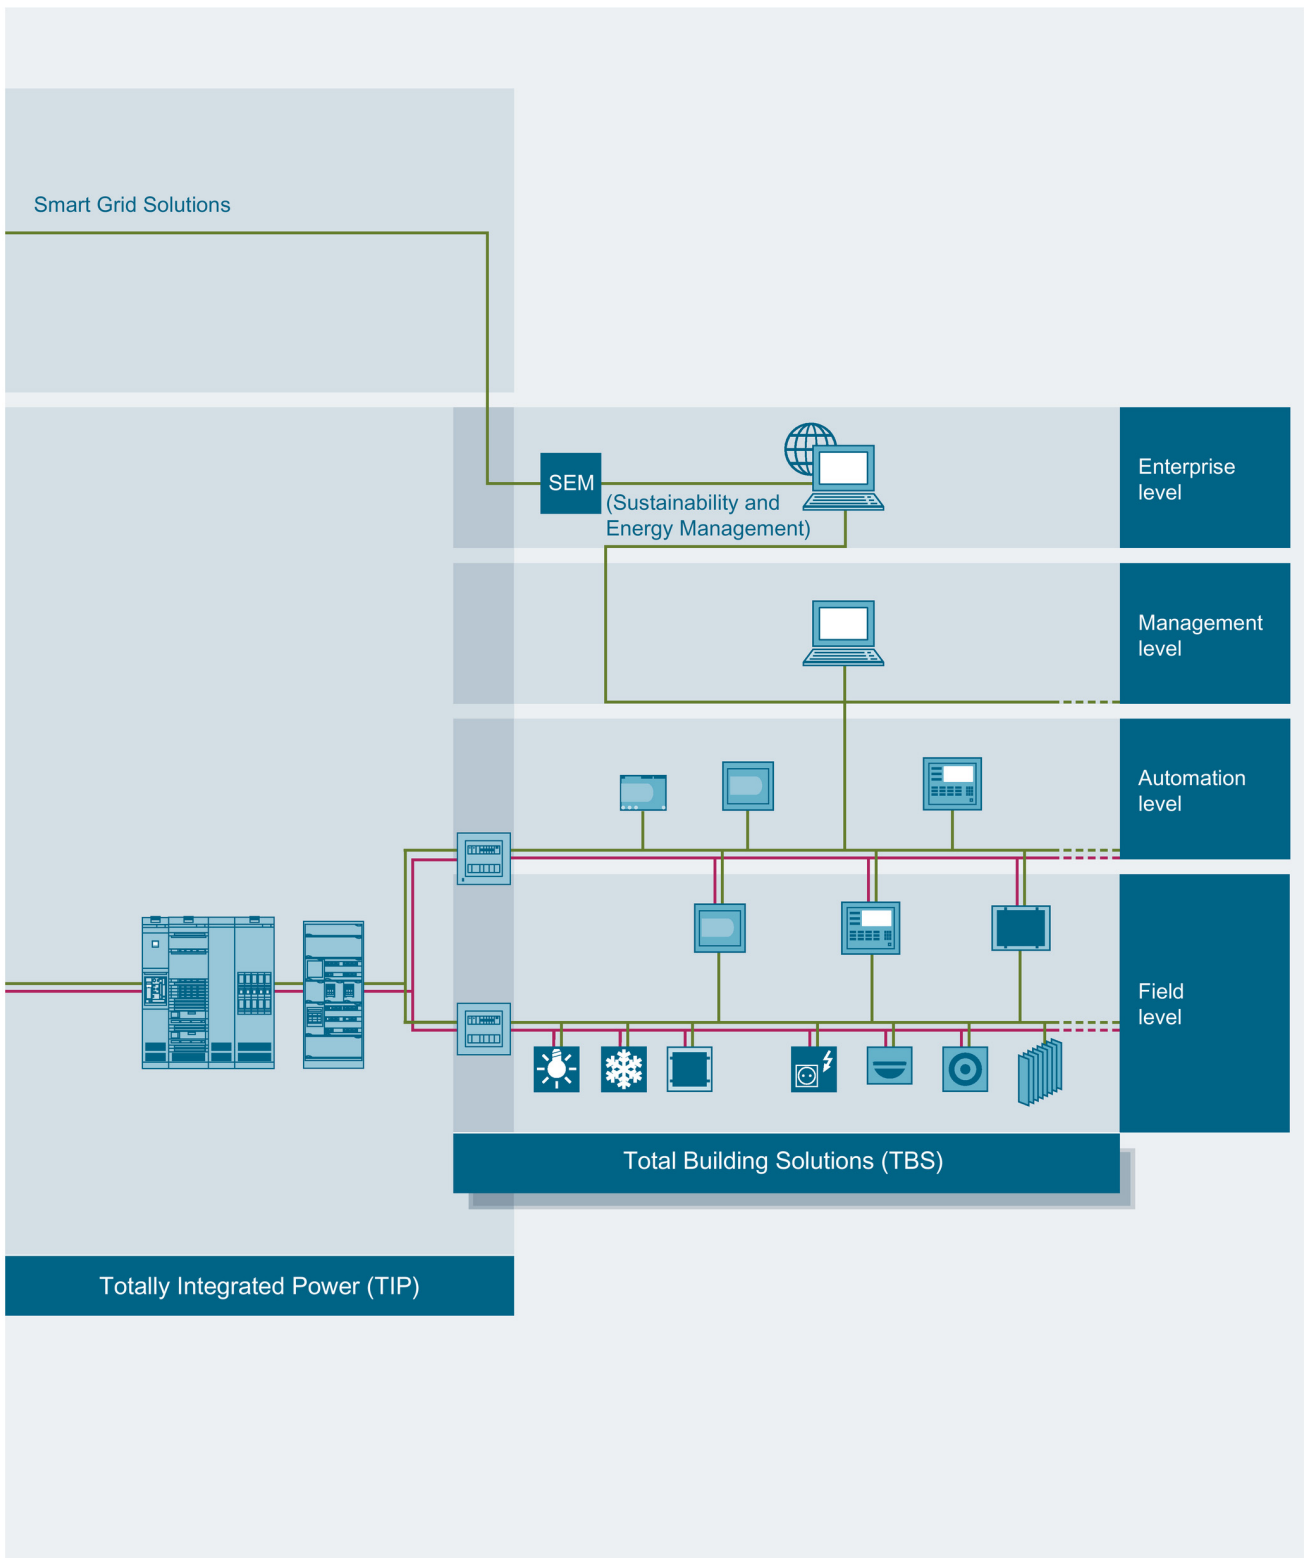 Smart Grid Solutions
SEM
(Sustainability and
Energy Management)
Enterprise
level
Management
level
Automation
level
Field
level
Total Building Solutions (TBS)
Totally Integrated Power (TIP)